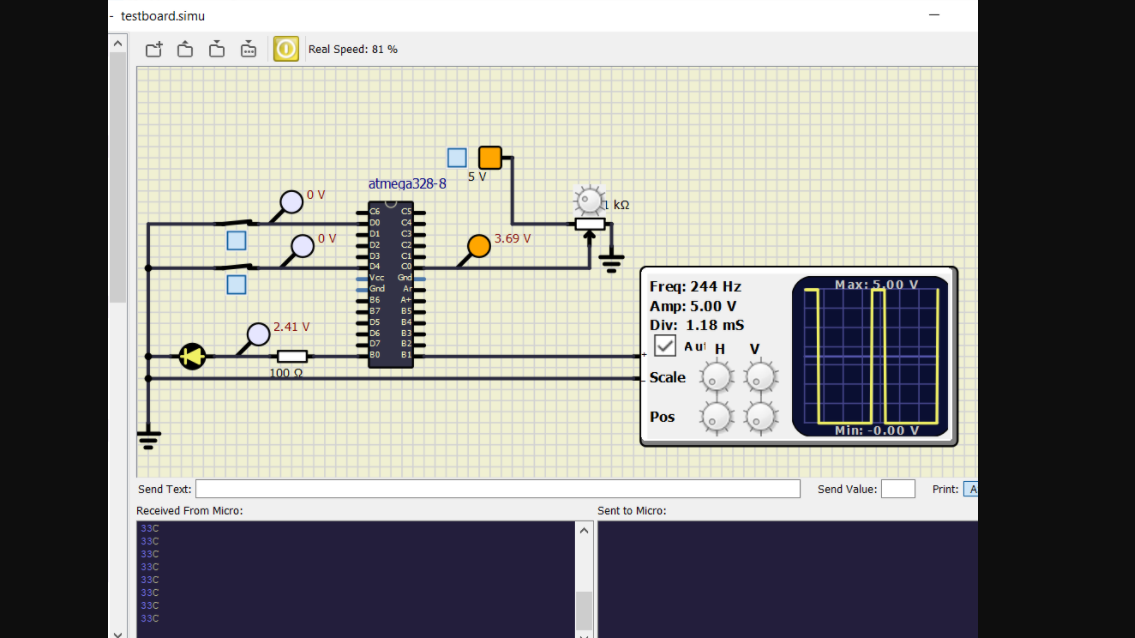 - testboard.simu
Real Speed: 81 %
5 V
atmega328-8
0 V
1 kΩ
0 V
3.69 V
C6 C5
D0 C4
D1 C3
D2 C2
D3 C1
D4 C0
Vcc Gnd
Gnd Ar
B6 A+
B7 B5
D5 B4
D6 B3
D7 B2
B0 B1
2.41 V
100 Ω
Freq: 244 Hz
Amp: 5.00 V
Div: 1.18 mS
Aut H V
Scale
Pos
+
-
Max: 5.00 V
Min: -0.00 V
Send Text:
Send Value:
Print: A
Received From Micro:
Sent to Micro:
33C
33C
33C
33C
33C
33C
33C
33C